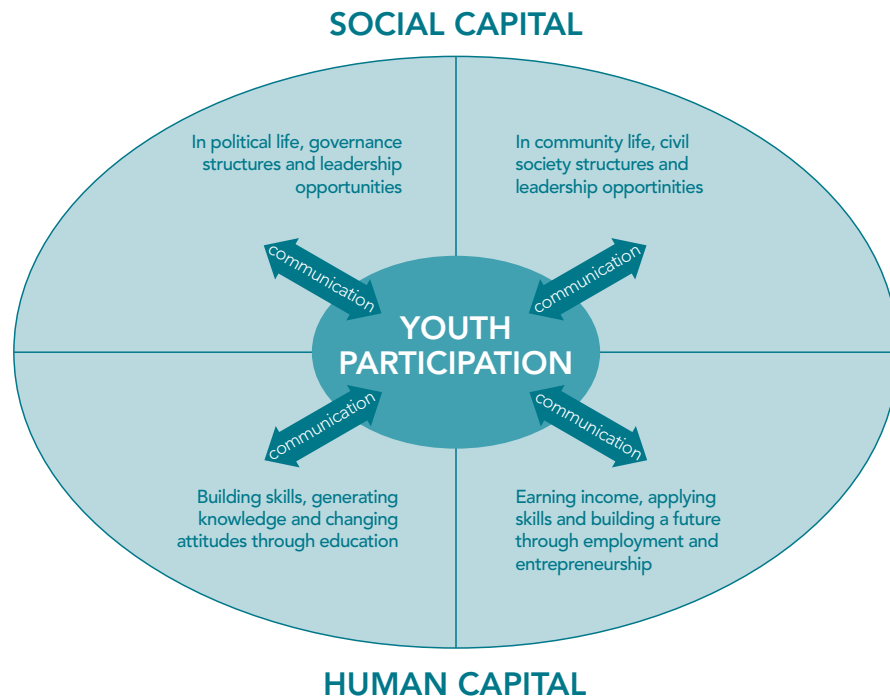 SOCIAL CAPITAL
In political life, governance
structures and leadership
opportunities
In community life, civil
society structures and
leadership opportinities
communication
communication
YOUTH
PARTICIPATION
communication
communication
Building skills, generating
knowledge and changing
attitudes through education
Earning income, applying
skills and building a future
through employment and
entrepreneurship
HUMAN CAPITAL